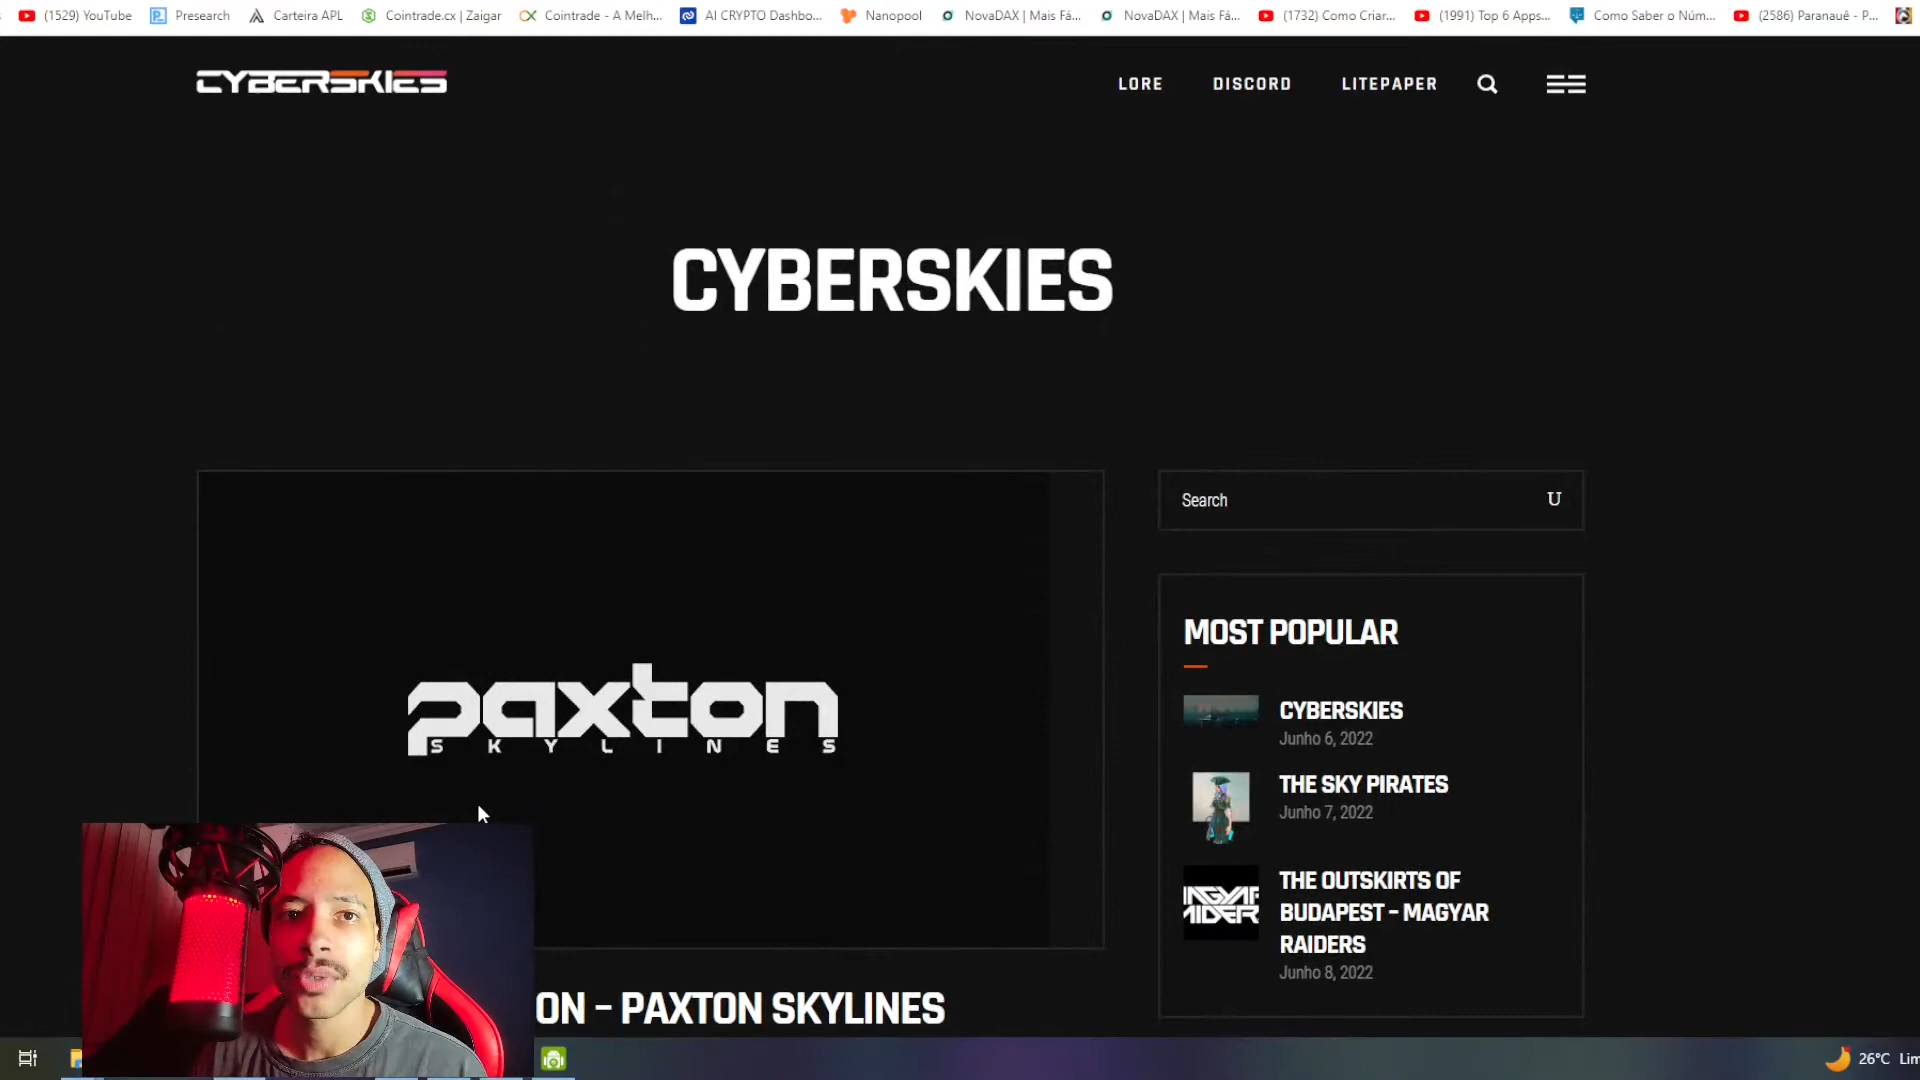 (1529) YouTube
Presearch
Carteira APL
Cointrade.cx | Zaigar
Cointrade - A Melh...
AI CRYPTO Dashbo...
Nanopool
NovaDAX | Mais Fá...
NovaDAX | Mais Fá...
(1732) Como Criar...
(1991) Top 6 Apps...
Como Saber o Núm...
(2586) Paranauê - P...
CYBERSKIES
LORE
DISCORD
LITEPAPER
CYBERSKIES
paxton
SKYLINES
Search
U
MOST POPULAR
CYBERSKIES
Junho 6, 2022
THE SKY PIRATES
Junho 7, 2022
THE OUTSKIRTS OF
BUDAPEST – MAGYAR
RAIDERS
Junho 8, 2022
ON – PAXTON SKYLINES
26°C Lim